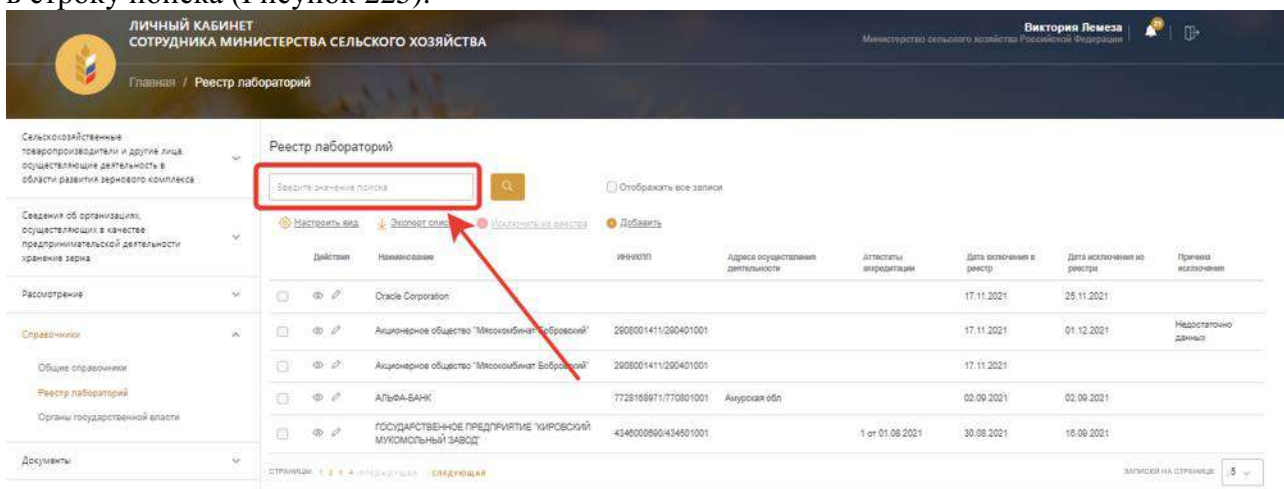 в строку поиска (Рисунок 225).
ЛИЧНЫЙ КАБИНЕТ
СОТРУДНИКА МИНИСТЕРСТВА СЕЛЬСКОГО ХОЗЯЙСТВА
Виктория Лемеза
Министерство сельского хозяйства Российской Федерации
Главная / Реестр лабораторий
Сельскохозяйственные
товаропроизводители и другие лица,
осуществляющие деятельность в
области развития зернового комплекса
Сведения об организациях,
осуществляющих в качестве
предпринимательской деятельности
хранение зерна
Рассмотрение
Справочники
Общие справочники
Реестр лабораторий
Органы государственной власти
Документы
Реестр лабораторий
Введите значение поиска
Отображать все записи
Настроить вид
Экспорт
Исключить из реестра
Добавить
Действия Наименование ИНН/КПП Адреса осуществления деятельности Аттестаты аккредитации Дата включения в реестр Дата исключения из реестра Причина исключения
Oracle Corporation 17.11.2021 25.11.2021
Акционерное общество "Мясокомбинат Бобровский" 2908001411/290401001 17.11.2021 01.12.2021 Недостаточно данных
Акционерное общество "Мясокомбинат Бобровский" 2908001411/290401001 17.11.2021
АЛЬФА-БАНК 7728168971/770801001 Амурская обл 02.09.2021 02.09.2021
ГОСУДАРСТВЕННОЕ ПРЕДПРИЯТИЕ "КИРОВСКИЙ МУКОМОЛЬНЫЙ ЗАВОД" 4346000690/434501001 1 от 01.08.2021 30.08.2021 16.09.2021
СТРАНИЦЫ: 1 2 3 4 ПРЕДЫДУЩАЯ СЛЕДУЮЩАЯ
ЗАПИСЕЙ НА СТРАНИЦЕ: 5